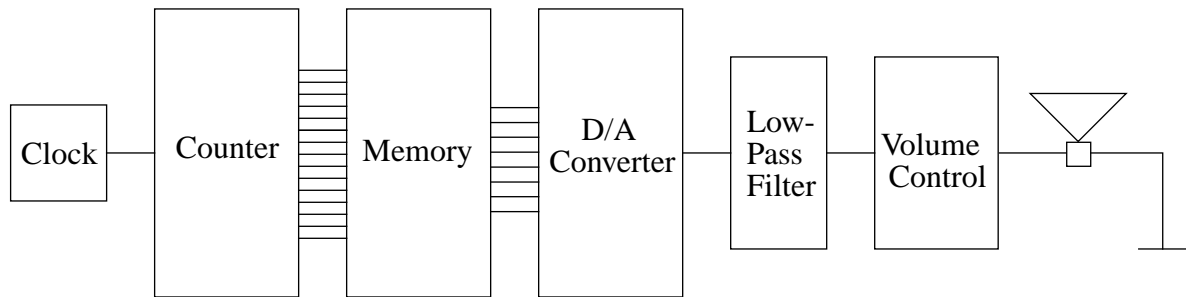 Clock
Counter
Memory
D/A
Converter
Low-
Pass
Filter
Volume
Control